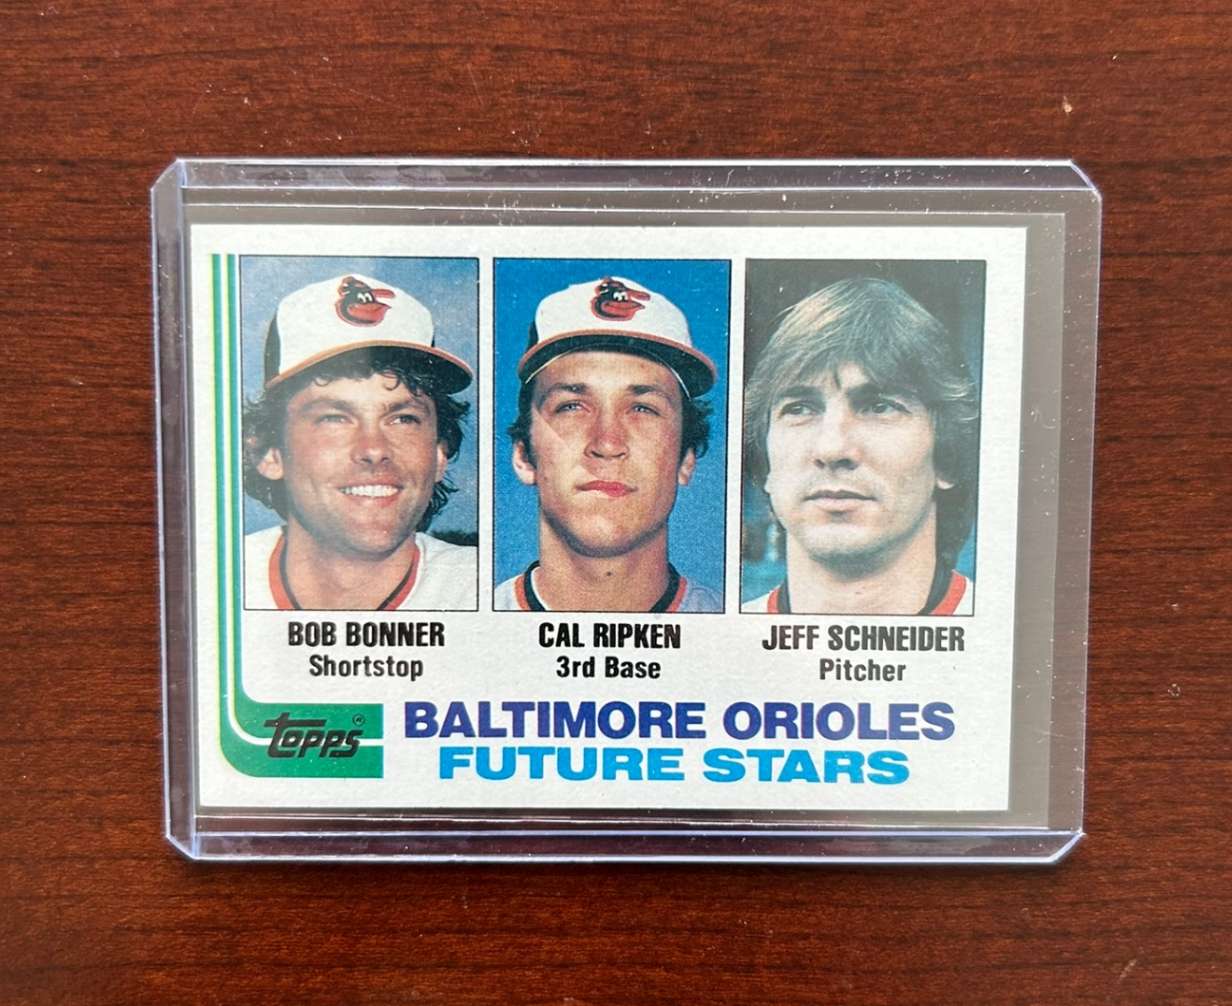 BOB BONNER
Shortstop
CAL RIPKEN
3rd Base
JEFF SCHNEIDER
Pitcher
TOPPS®
BALTIMORE ORIOLES
FUTURE STARS